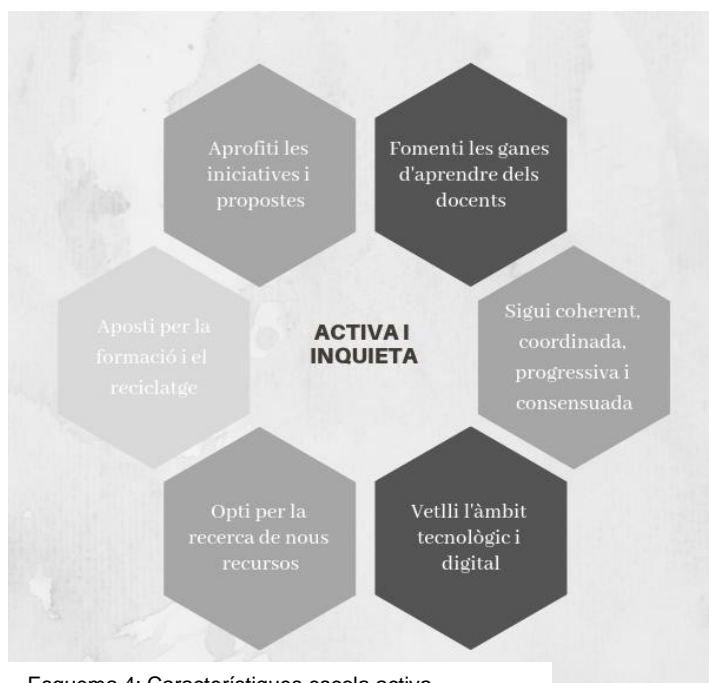 Aprofiti les
iniciatives i
propostes
Fomenti les ganes
d'aprendre dels
docents
Aposti per la
formació i el
reciclatge
ACTIVA I
INQUIETA
Sigui coherent,
coordinada,
progressiva i
consensuada
Opti per la
recerca de nous
recursos
Vetlli l'àmbit
tecnològic i
digital
Esquema 4: Característiques escola activa